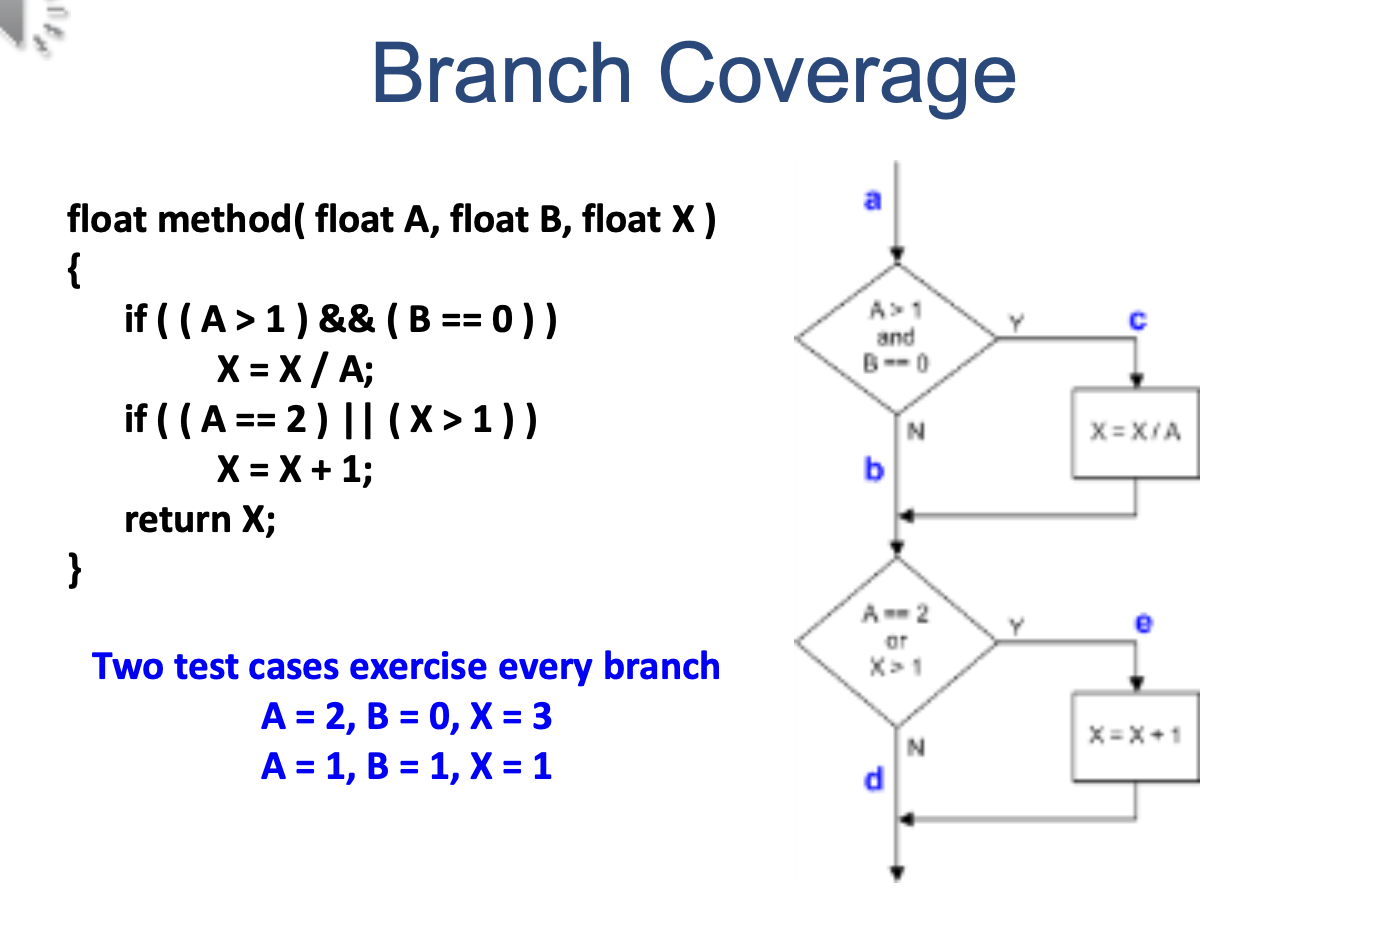 Branch Coverage
float method( float A, float B, float X )
{
if ( ( A > 1 ) && ( B == 0 ) )
X = X / A;
if ( ( A == 2 ) || ( X > 1 ) )
X = X + 1;
return X;
}
Two test cases exercise every branch
A = 2, B = 0, X = 3
A = 1, B = 1, X = 1
a
A > 1
and
B == 0
Y
c
X = X / A
N
b
A == 2
or
X > 1
Y
e
X = X + 1
N
d